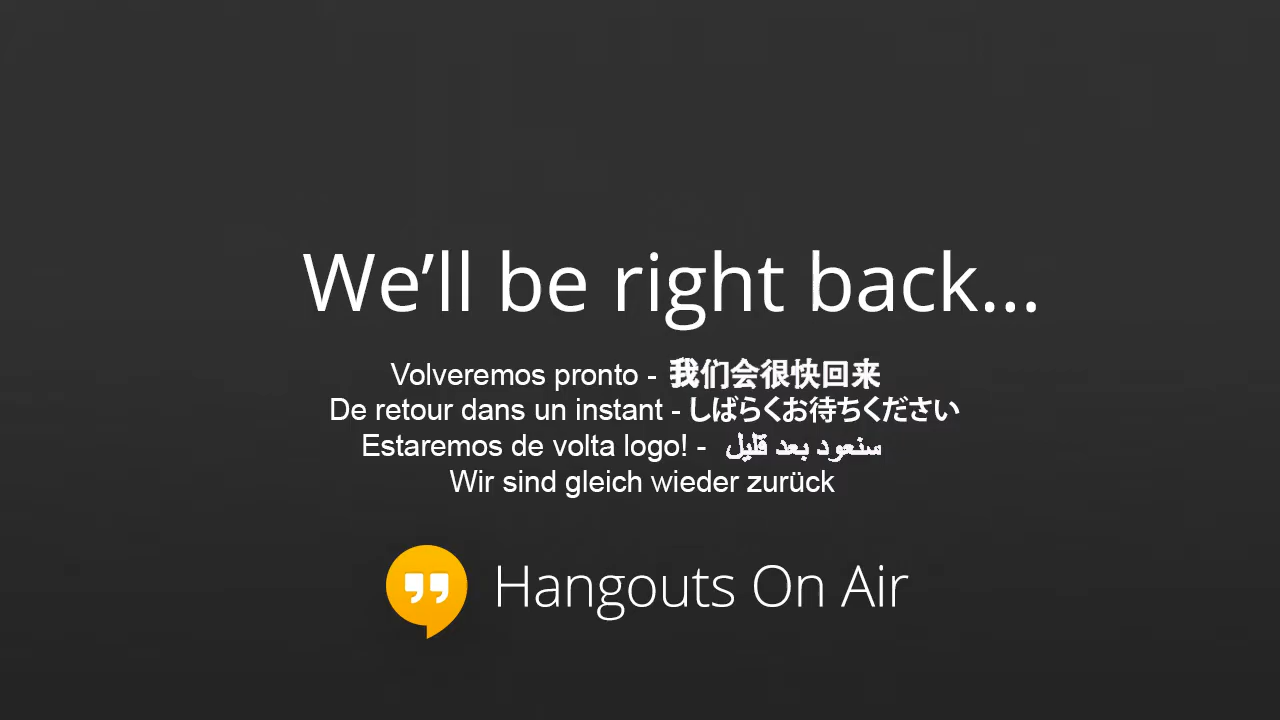 We’ll be right back...
Volveremos pronto - 我们会很快回来
De retour dans un instant - しばらくお待ちください
Estaremos de volta logo! - سنعود بعد قليل
Wir sind gleich wieder zurück
Hangouts On Air